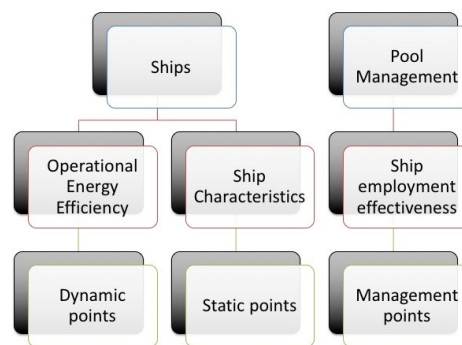 Ships
Pool
Management
Operational
Energy
Efficiency
Ship
Characteristics
Ship
employment
effectiveness
Dynamic
points
Static points
Management
points